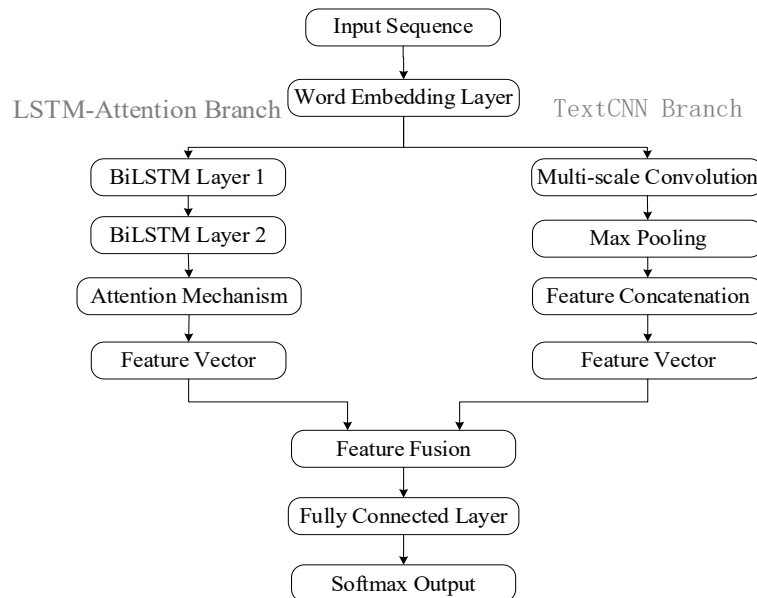 Input Sequence
Word Embedding Layer
LSTM-Attention Branch
TextCNN Branch
BiLSTM Layer 1
BiLSTM Layer 2
Attention Mechanism
Feature Vector
Multi-scale Convolution
Max Pooling
Feature Concatenation
Feature Vector
Feature Fusion
Fully Connected Layer
Softmax Output